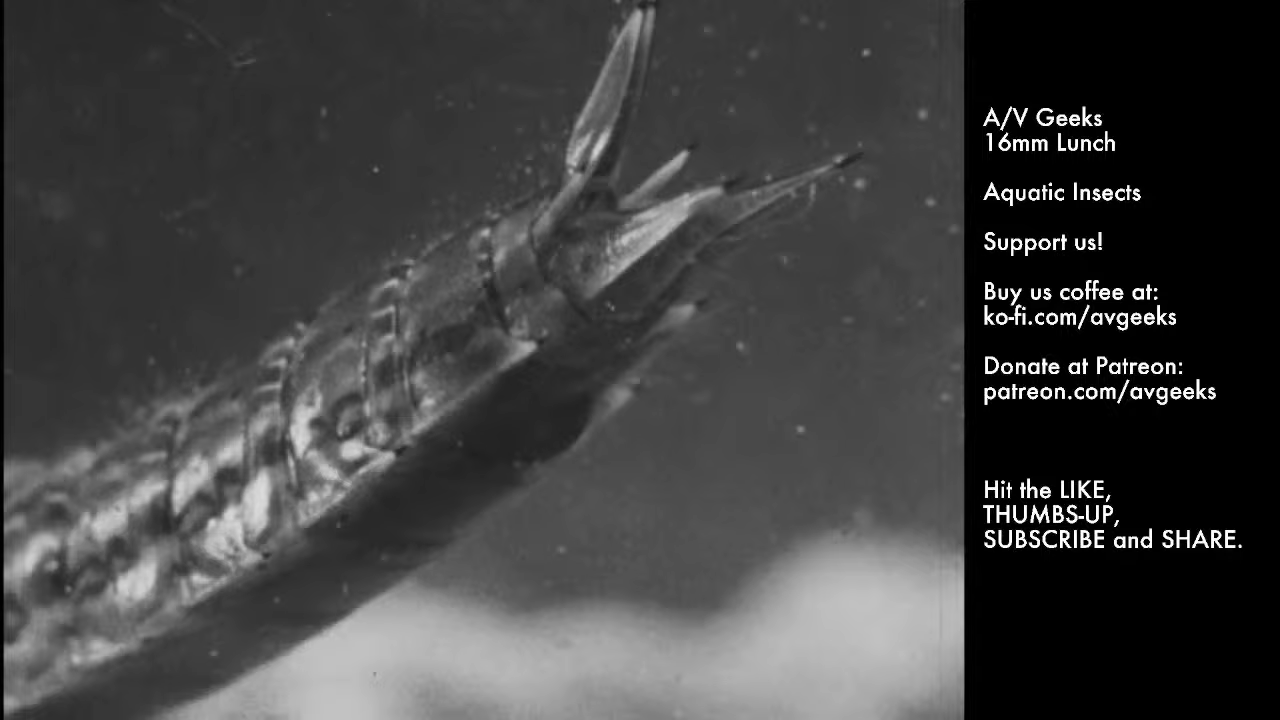 A/V Geeks
16mm Lunch
Aquatic Insects
Support us!
Buy us coffee at:
ko-fi.com/avgeeks
Donate at Patreon:
patreon.com/avgeeks
Hit the LIKE,
THUMBS-UP,
SUBSCRIBE and SHARE.